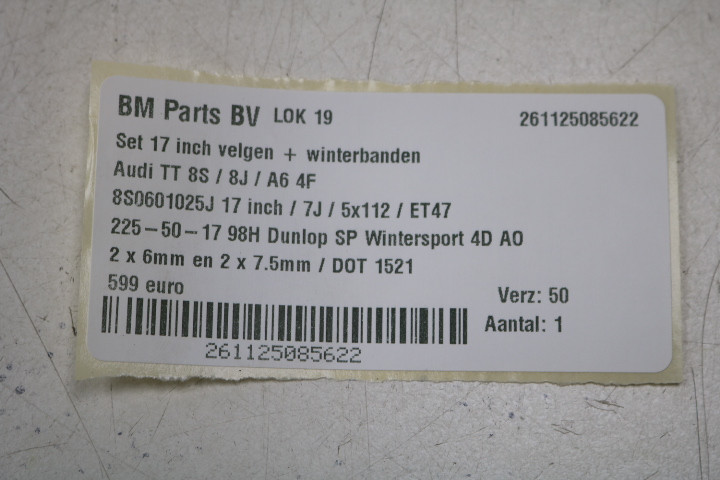 BM Parts BV LOK 19 261125085622
Set 17 inch velgen + winterbanden
Audi TT 8S / 8J / A6 4F
8S0601025J 17 inch / 7J / 5x112 / ET47
225-50-17 98H Dunlop SP Wintersport 4D AO
2 x 6mm en 2 x 7.5mm / DOT 1521
599 euro Verz: 50
Aantal: 1
261125085622